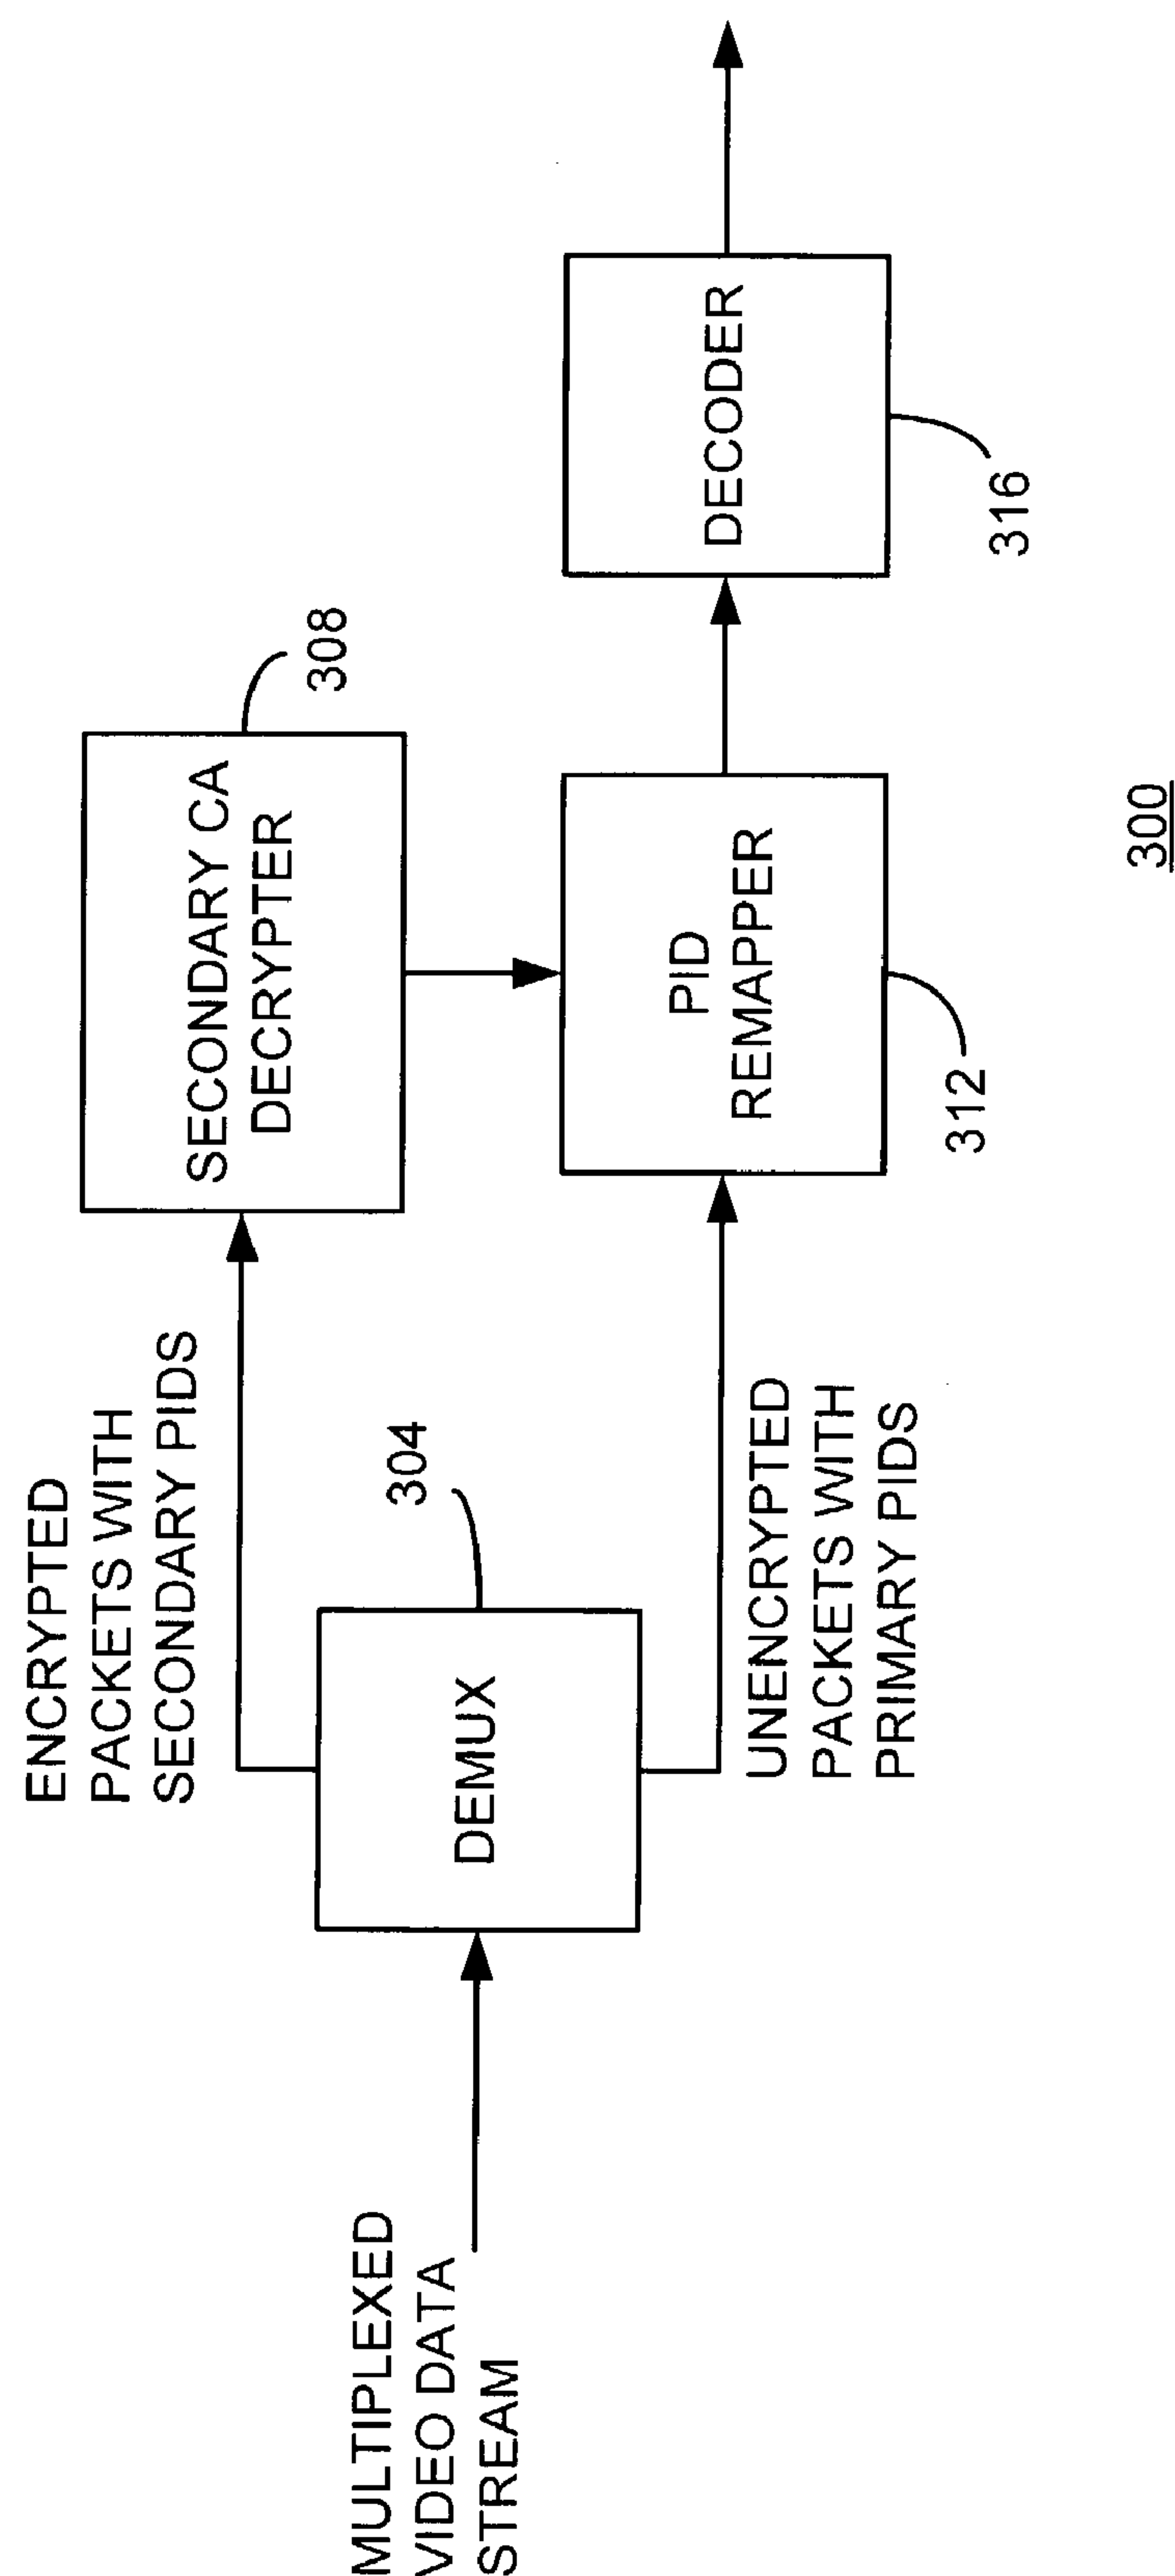 MULTIPLEXED
VIDEO DATA
STREAM
DEMUX
304
ENCRYPTED
PACKETS WITH
SECONDARY PIDS
UNENCRYPTED
PACKETS WITH
PRIMARY PIDS
SECONDARY CA
DECRYPTER
308
PID
REMAPPER
312
DECODER
316
300